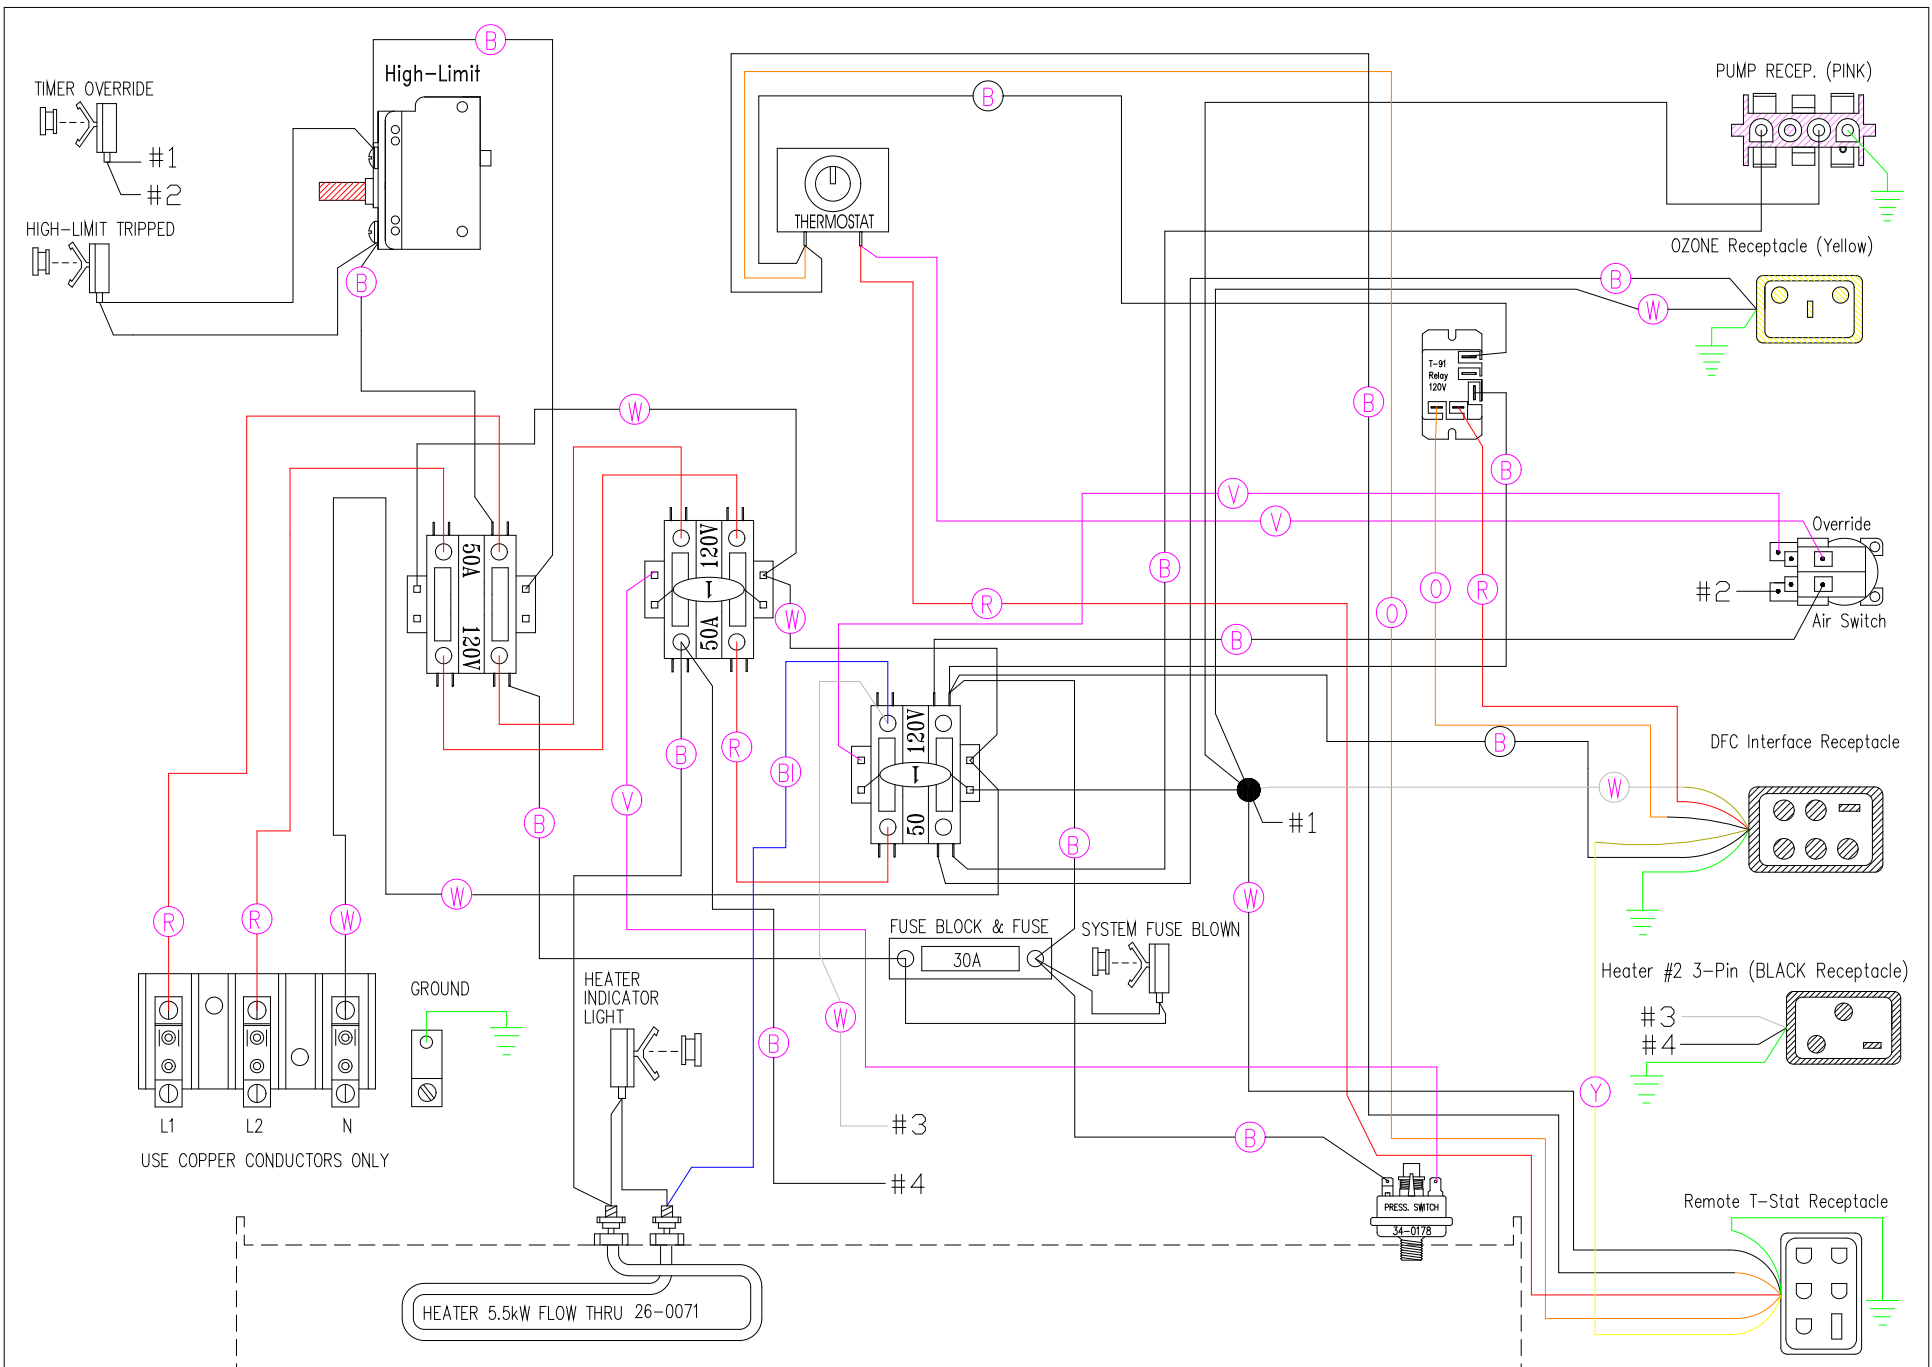 B
High-Limit
TIMER OVERRIDE
#1
#2
HIGH-LIMIT TRIPPED
B
THERMOSTAT
B
PUMP RECEP. (PINK)
OZONE Receptacle (Yellow)
B
W
T-91
Relay
120V
B
W
B
V
V
Override
#2
Air Switch
50A
120V
120V
50A
1
B
O
R
R
O
W
B
120V
50
1
B
R
BI
V
B
B
B
DFC Interface Receptacle
W
#1
W
W
R
R
W
FUSE BLOCK & FUSE
30A
SYSTEM FUSE BLOWN
HEATER
INDICATOR
LIGHT
GROUND
W
B
Heater #2 3-Pin (BLACK Receptacle)
#3
#4
Y
L1
L2
N
USE COPPER CONDUCTORS ONLY
#3
#4
B
PRESS. SWITCH
34-0178
Remote T-Stat Receptacle
HEATER 5.5kW FLOW THRU 26-0071